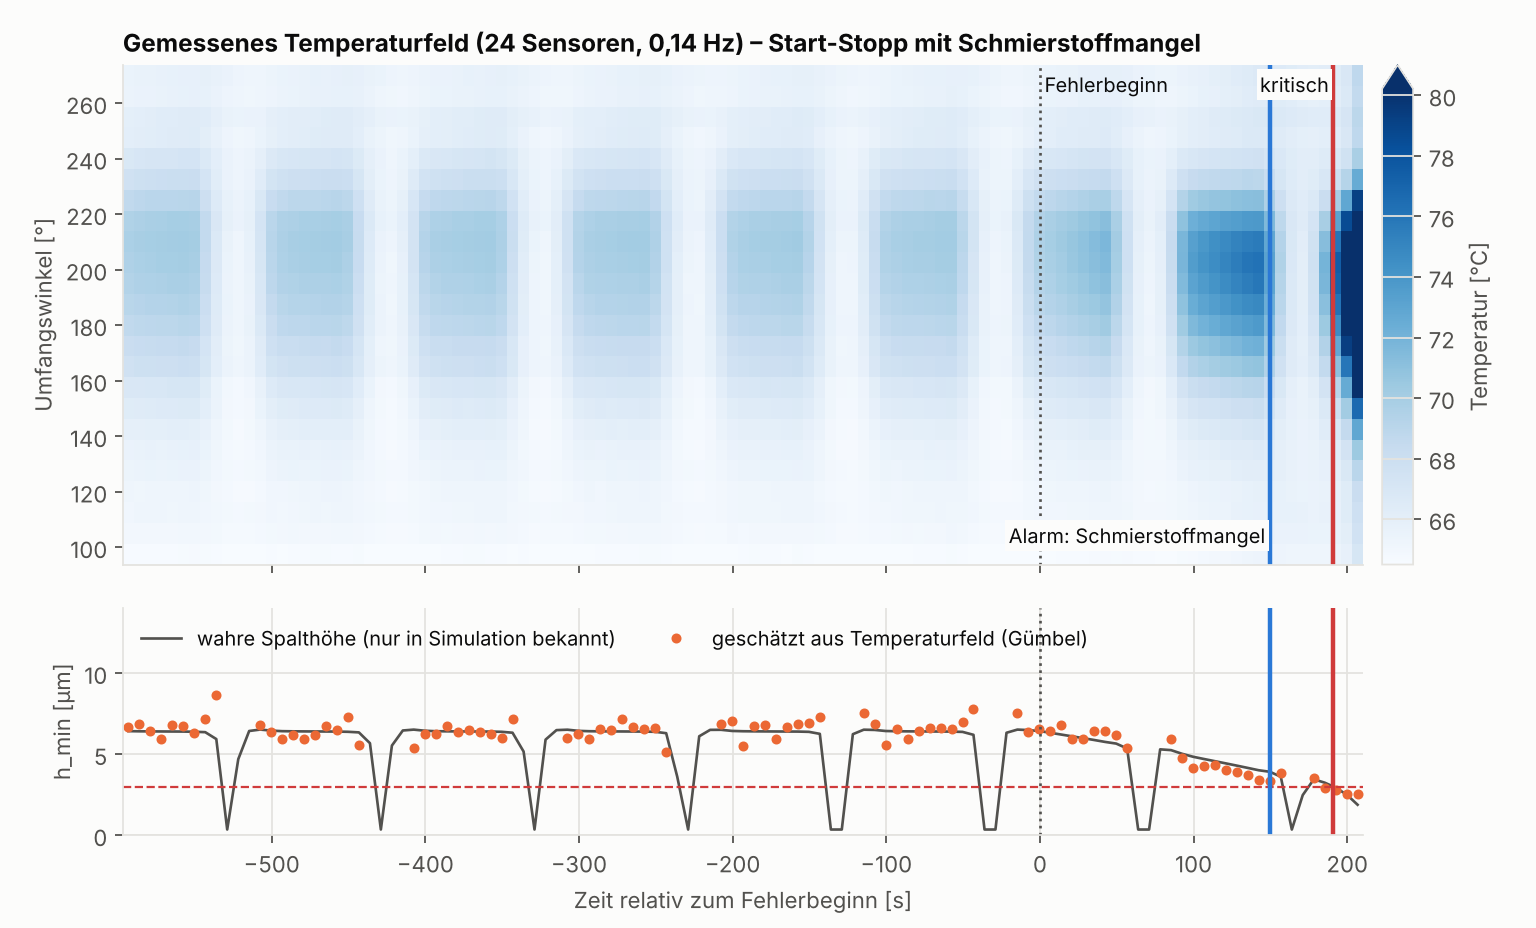 Gemessenes Temperaturfeld (24 Sensoren, 0,14 Hz) – Start-Stopp mit Schmierstoffmangel
Fehlerbeginn
kritisch
Alarm: Schmierstoffmangel
Umfangswinkel [°]
260
240
220
200
180
160
140
120
100
80
78
76
74
72
70
68
66
Temperatur [°C]
wahre Spalthöhe (nur in Simulation bekannt)
geschätzt aus Temperaturfeld (Gümbel)
h_min [µm]
10
5
0
−500
−400
−300
−200
−100
0
100
200
Zeit relativ zum Fehlerbeginn [s]